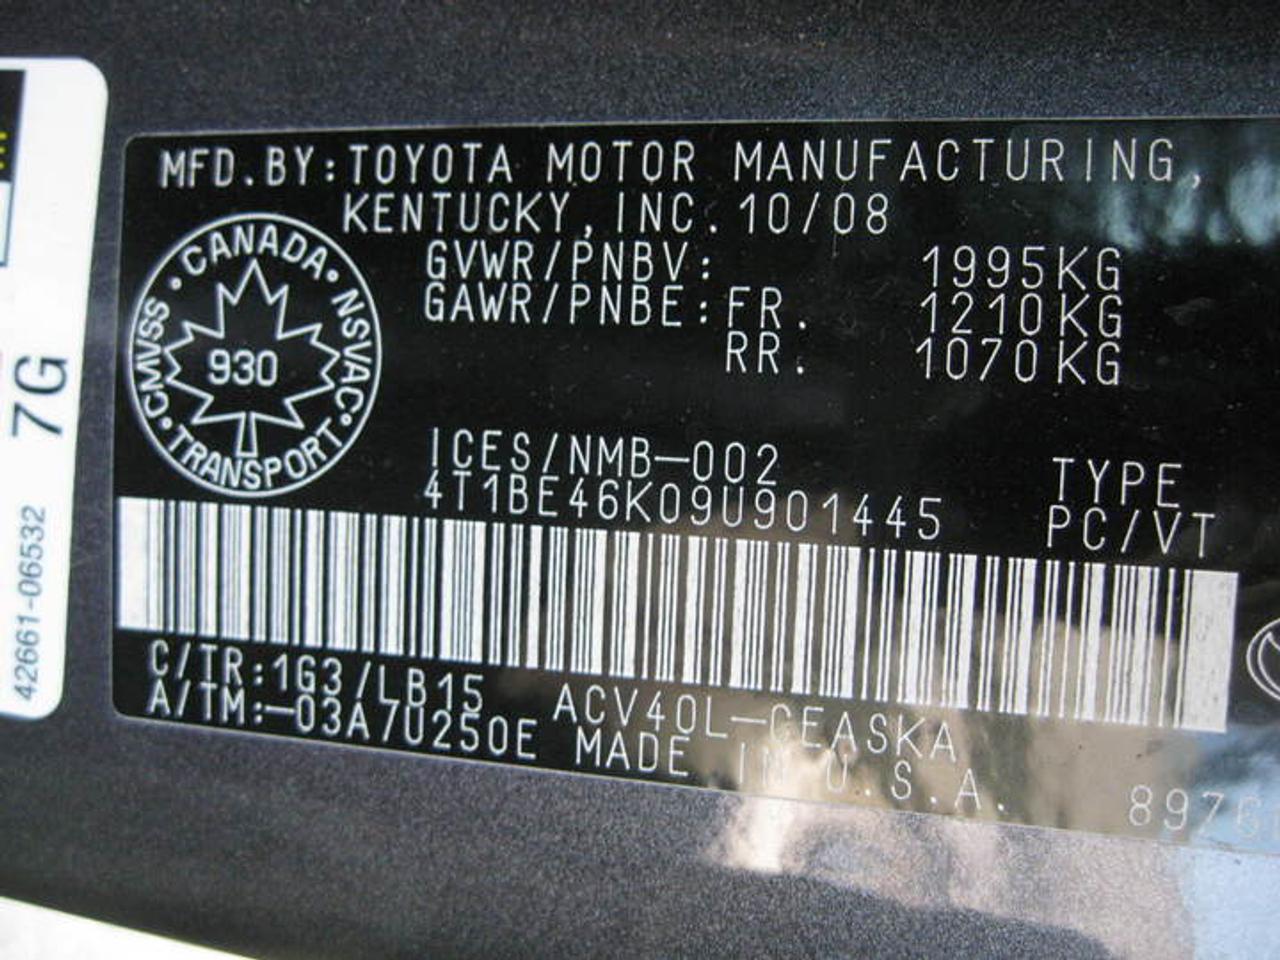 MFD.BY:TOYOTA MOTOR MANUFACTURING,
KENTUCKY,INC. 10/08
GVWR/PNBV: 1995KG
GAWR/PNBE:FR. 1210KG
RR. 1070KG
CANADA · NSVAC · TRANSPORT · CMVSS ·
930
ICES/NMB-002
4T1BE46K09U901445
TYPE
PC/VT
C/TR:1G3/LB15 ACV40L-CEASKA
A/TM:-03A/U250E MADE IN U.S.A.
7G
42661-06532